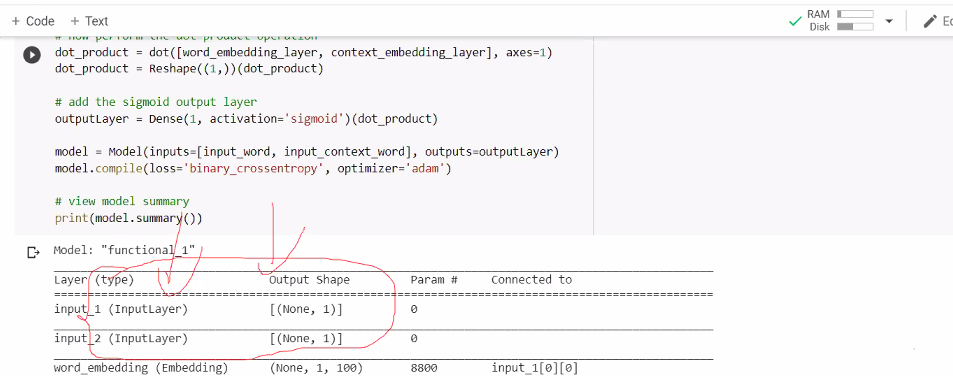 + Code + Text
RAM
Disk
# now perform the dot product operation
dot_product = dot([word_embedding_layer, context_embedding_layer], axes=1)
dot_product = Reshape((1,))(dot_product)
# add the sigmoid output layer
outputLayer = Dense(1, activation='sigmoid')(dot_product)
model = Model(inputs=[input_word, input_context_word], outputs=outputLayer)
model.compile(loss='binary_crossentropy', optimizer='adam')
# view model summary
print(model.summary())
Model: "functional_1"
Layer (type) Output Shape Param # Connected to
input_1 (InputLayer) [(None, 1)] 0
input_2 (InputLayer) [(None, 1)] 0
word_embedding (Embedding) (None, 1, 100) 8800 input_1[0][0]